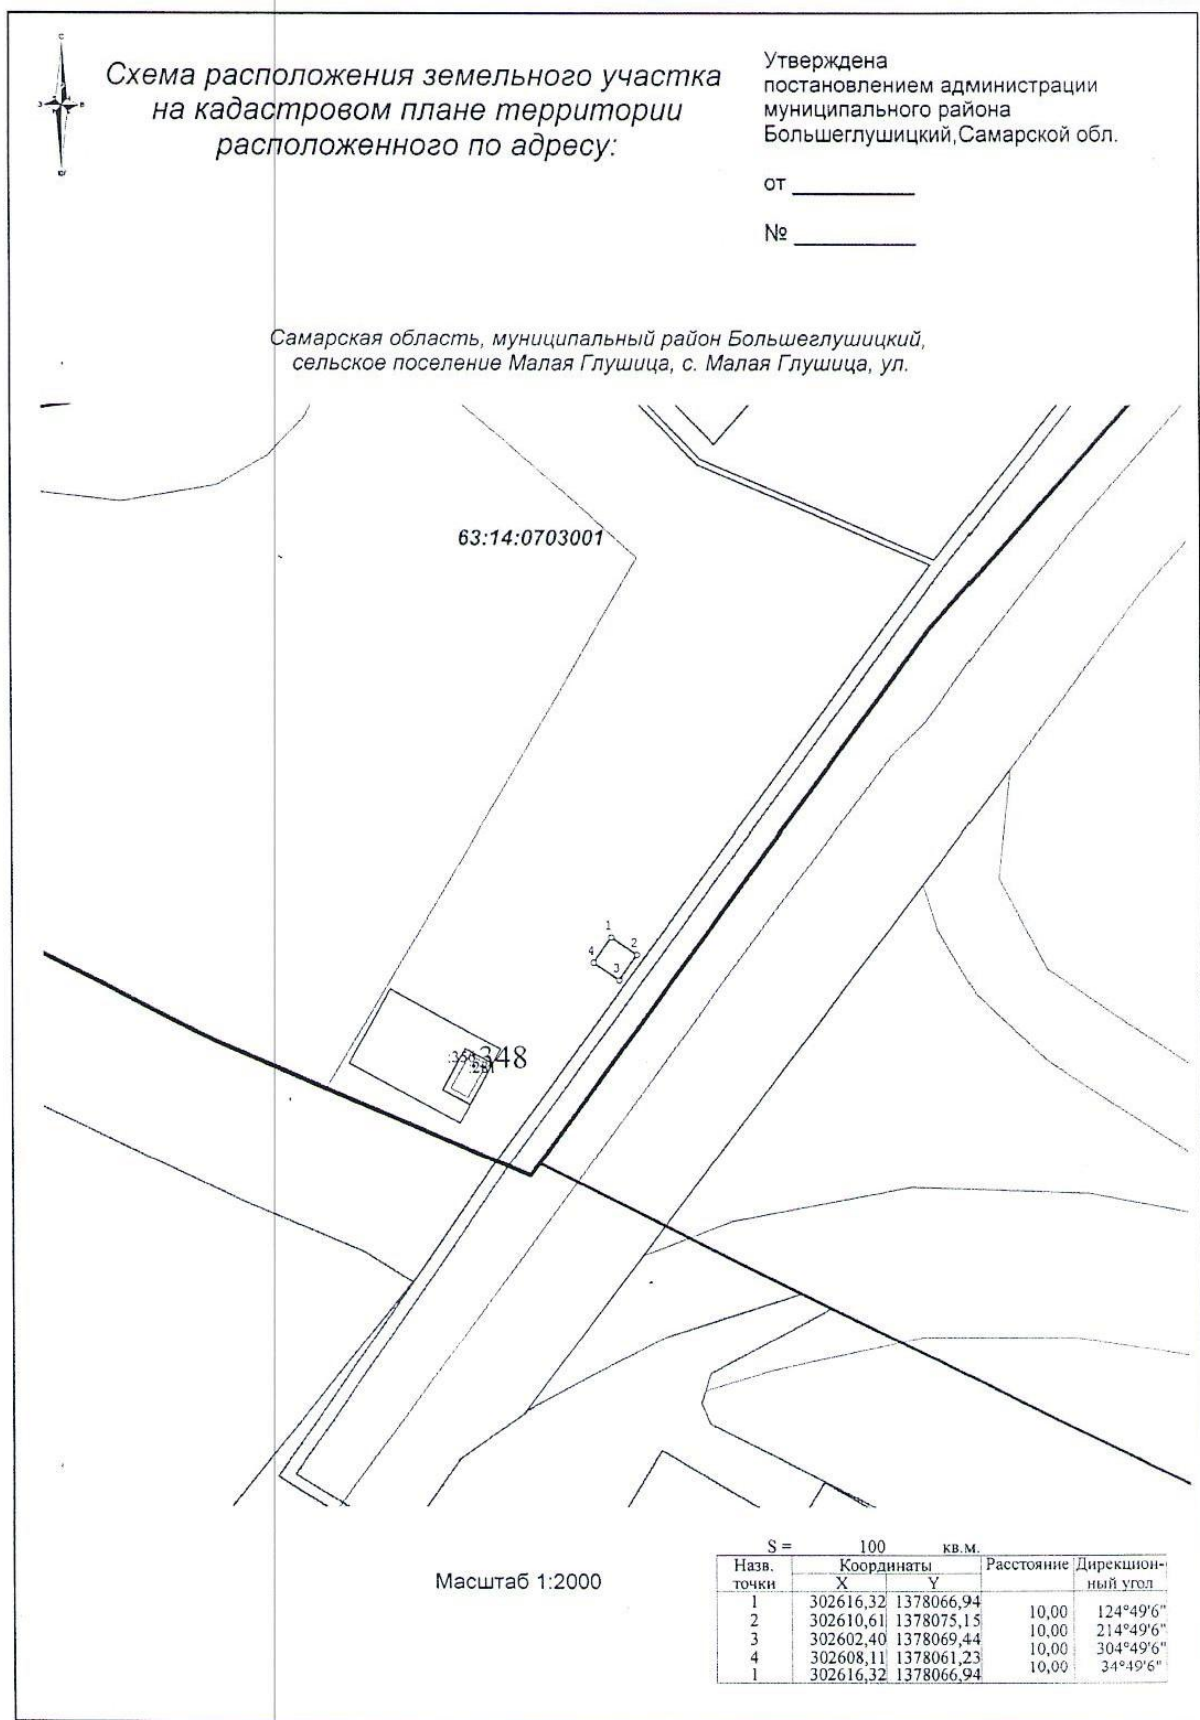 С
З В
Ю
Схема расположения земельного участка
на кадастровом плане территории
расположенного по адресу:
Утверждена
постановлением администрации
муниципального района
Большеглушицкий,Самарской обл.
от
№
Самарская область, муниципальный район Большеглушицкий,
сельское поселение Малая Глушица, с. Малая Глушица, ул.
63:14:0703001
1
2
4
3
348
Масштаб 1:2000
S = 100 кв.м.
Назв. Координаты Расстояние Дирекцион-
точки X Y ный угол
1 302616,32 1378066,94
10,00 124°49'6"
2 302610,61 1378075,15
10,00 214°49'6"
3 302602,40 1378069,44
10,00 304°49'6"
4 302608,11 1378061,23
10,00 34°49'6"
1 302616,32 1378066,94